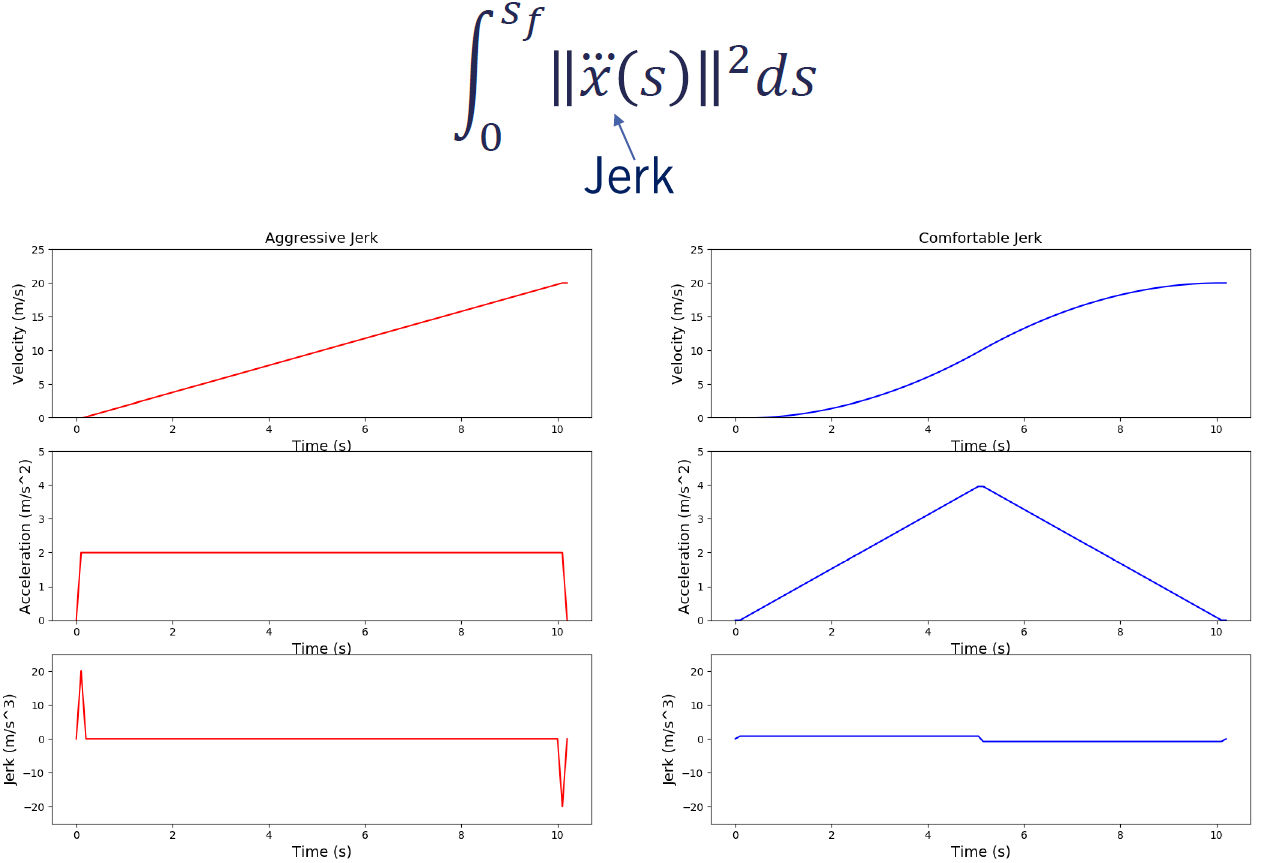 ∫₀^{s_f} ‖x⃛(s)‖² ds
Jerk
Aggressive Jerk
25
20
15
10
5
0
Velocity (m/s)
0 2 4 6 8 10
Time (s)
5
4
3
2
1
0
Acceleration (m/s^2)
0 2 4 6 8 10
Time (s)
20
10
0
−10
−20
Jerk (m/s^3)
0 2 4 6 8 10
Time (s)
Comfortable Jerk
25
20
15
10
5
0
Velocity (m/s)
0 2 4 6 8 10
Time (s)
5
4
3
2
1
0
Acceleration (m/s^2)
0 2 4 6 8 10
Time (s)
20
10
0
−10
−20
Jerk (m/s^3)
0 2 4 6 8 10
Time (s)